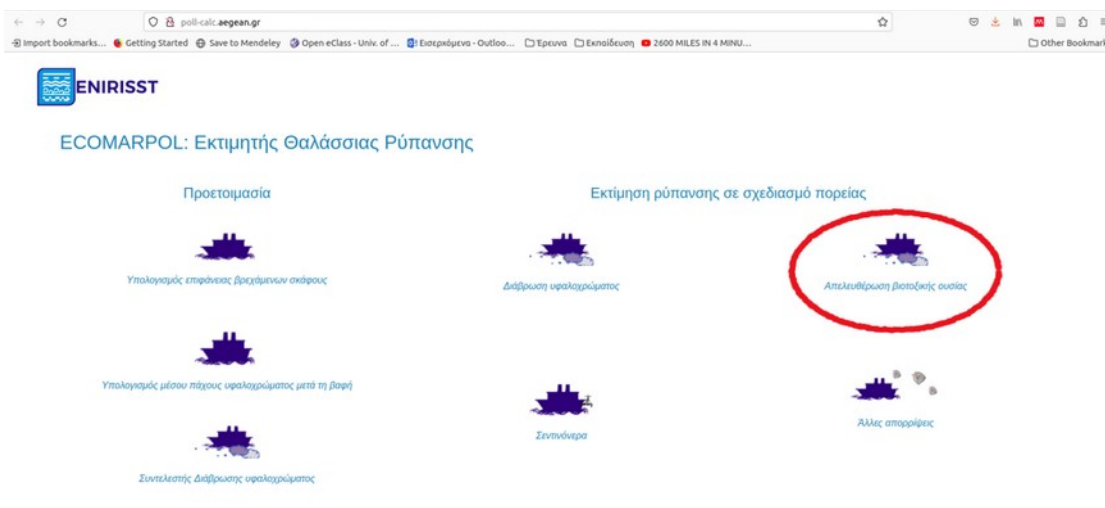 poll-calc.aegean.gr
Import bookmarks... Getting Started Save to Mendeley Open eClass - Univ. of ... Εισερχόμενα - Outloo... Έρευνα Εκπαίδευση 2600 MILES IN 4 MINU... Other Bookmark
ENIRISST
ECOMARPOL: Εκτιμητής Θαλάσσιας Ρύπανσης
Προετοιμασία
Εκτίμηση ρύπανσης σε σχεδιασμό πορείας
Υπολογισμός επιφάνειας βρεχάμενων σκάφους
Διάβρωση υφαλοχρώματος
Απελευθέρωση βιοτοξικής ουσίας
Υπολογισμός μέσου πάχους υφαλοχρώματος μετά τη βαφή
Σεντινόνερα
Άλλες απορρίψεις
Συντελεστής Διάβρωσης υφαλοχρώματος